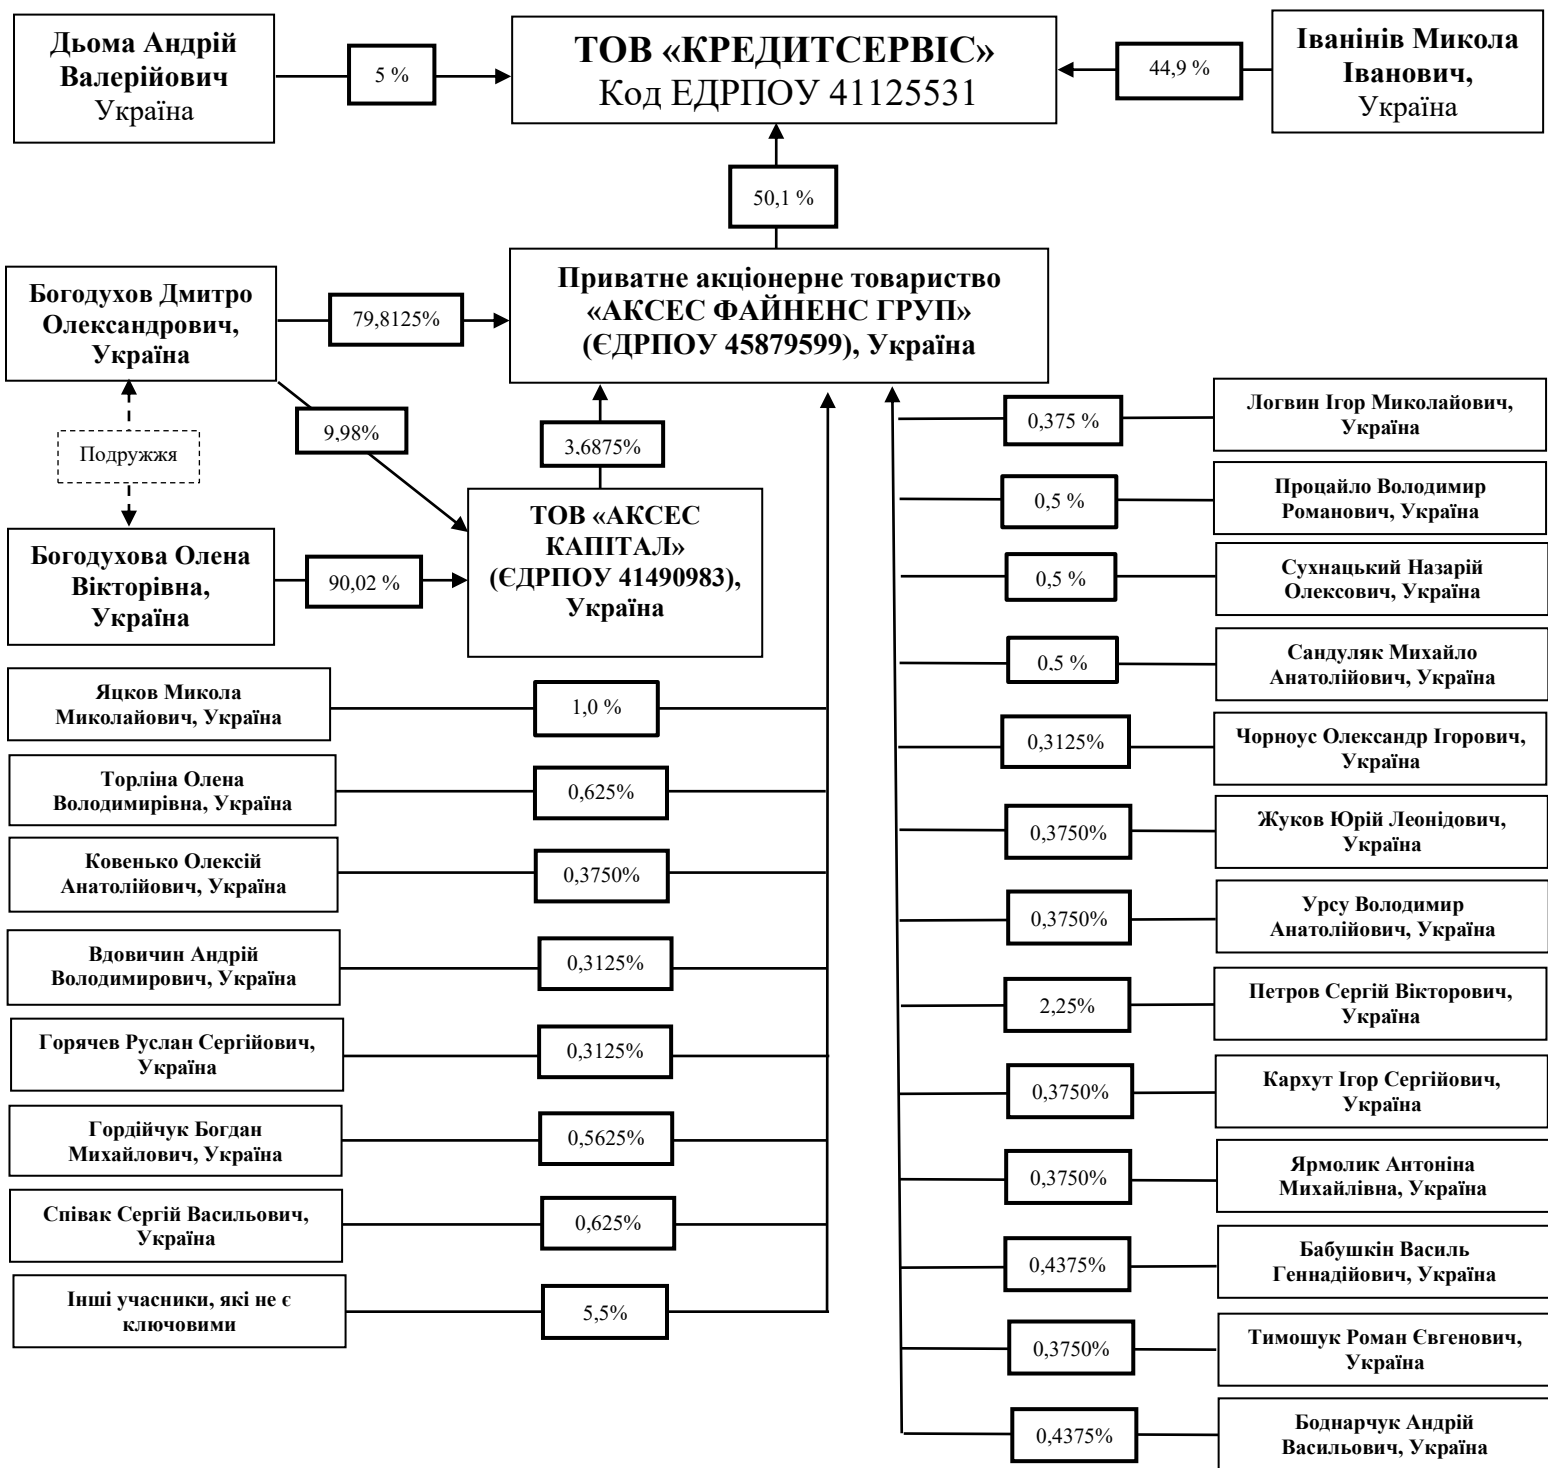 Дьома Андрій
Валерійович
Україна
5 %
ТОВ «КРЕДИТСЕРВІС»
Код ЕДРПОУ 41125531
44,9 %
Іванінів Микола
Іванович,
Україна
50,1 %
Богодухов Дмитро
Олександрович,
Україна
79,8125%
Приватне акціонерне товариство
«АКСЕС ФАЙНЕНС ГРУП»
(ЄДРПОУ 45879599), Україна
Подружжя
9,98%
3,6875%
Богодухова Олена
Вікторівна,
Україна
90,02 %
ТОВ «АКСЕС
КАПІТАЛ»
(ЄДРПОУ 41490983),
Україна
Яцков Микола
Миколайович, Україна
1,0 %
Торліна Олена
Володимирівна, Україна
0,625%
Ковенько Олексій
Анатолійович, Україна
0,3750%
Вдовичин Андрій
Володимирович, Україна
0,3125%
Горячев Руслан Сергійович,
Україна
0,3125%
Гордійчук Богдан
Михайлович, Україна
0,5625%
Співак Сергій Васильович,
Україна
0,625%
Інші учасники, які не є
ключовими
5,5%
0,375 %
Логвин Ігор Миколайович,
Україна
0,5 %
Процайло Володимир
Романович, Україна
0,5 %
Сухнацький Назарій
Олексович, Україна
0,5 %
Сандуляк Михайло
Анатолійович, Україна
0,3125%
Чорноус Олександр Ігорович,
Україна
0,3750%
Жуков Юрій Леонідович,
Україна
0,3750%
Урсу Володимир
Анатолійович, Україна
2,25%
Петров Сергій Вікторович,
Україна
0,3750%
Кархут Ігор Сергійович,
Україна
0,3750%
Ярмолик Антоніна
Михайлівна, Україна
0,4375%
Бабушкін Василь
Геннадійович, Україна
0,3750%
Тимошук Роман Євгенович,
Україна
0,4375%
Боднарчук Андрій
Васильович, Україна